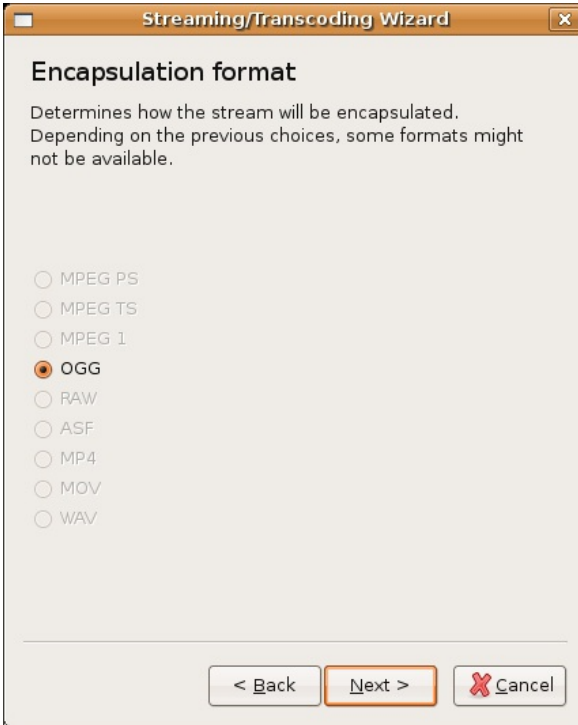 Streaming/Transcoding Wizard
Encapsulation format
Determines how the stream will be encapsulated.
Depending on the previous choices, some formats might
not be available.
MPEG PS
MPEG TS
MPEG 1
OGG
RAW
ASF
MP4
MOV
WAV
< Back Next > Cancel